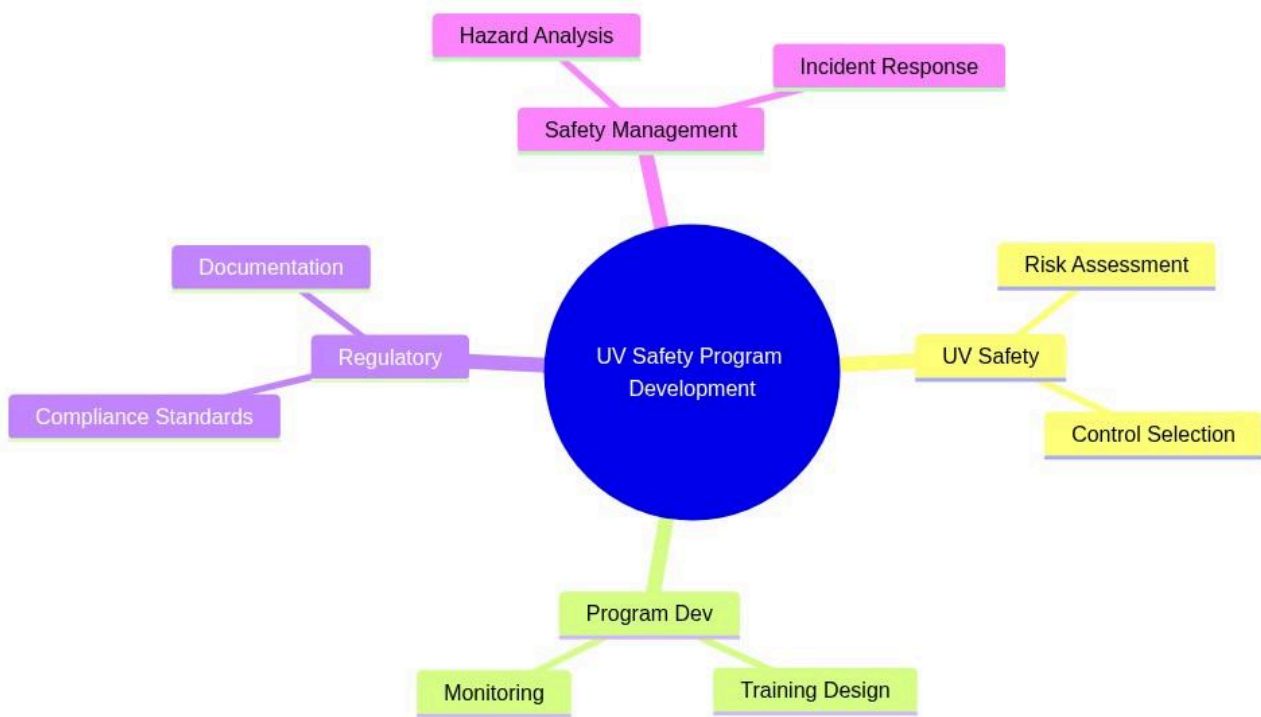 Hazard Analysis
Incident Response
Safety Management
Documentation
Risk Assessment
Regulatory
UV Safety Program
Development
UV Safety
Compliance Standards
Control Selection
Program Dev
Monitoring
Training Design